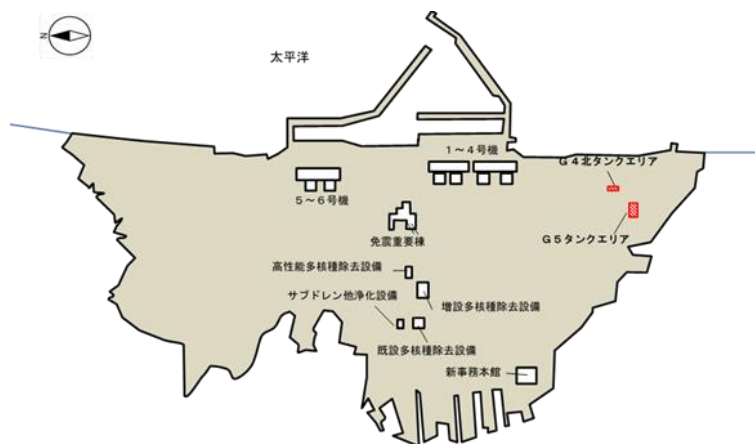 N
太平洋
1～4号機
G4北タンクエリア
5～6号機
免震重要棟
G5タンクエリア
高性能多核種除去設備
サブドレン他浄化設備
増設多核種除去設備
既設多核種除去設備
新事務本館